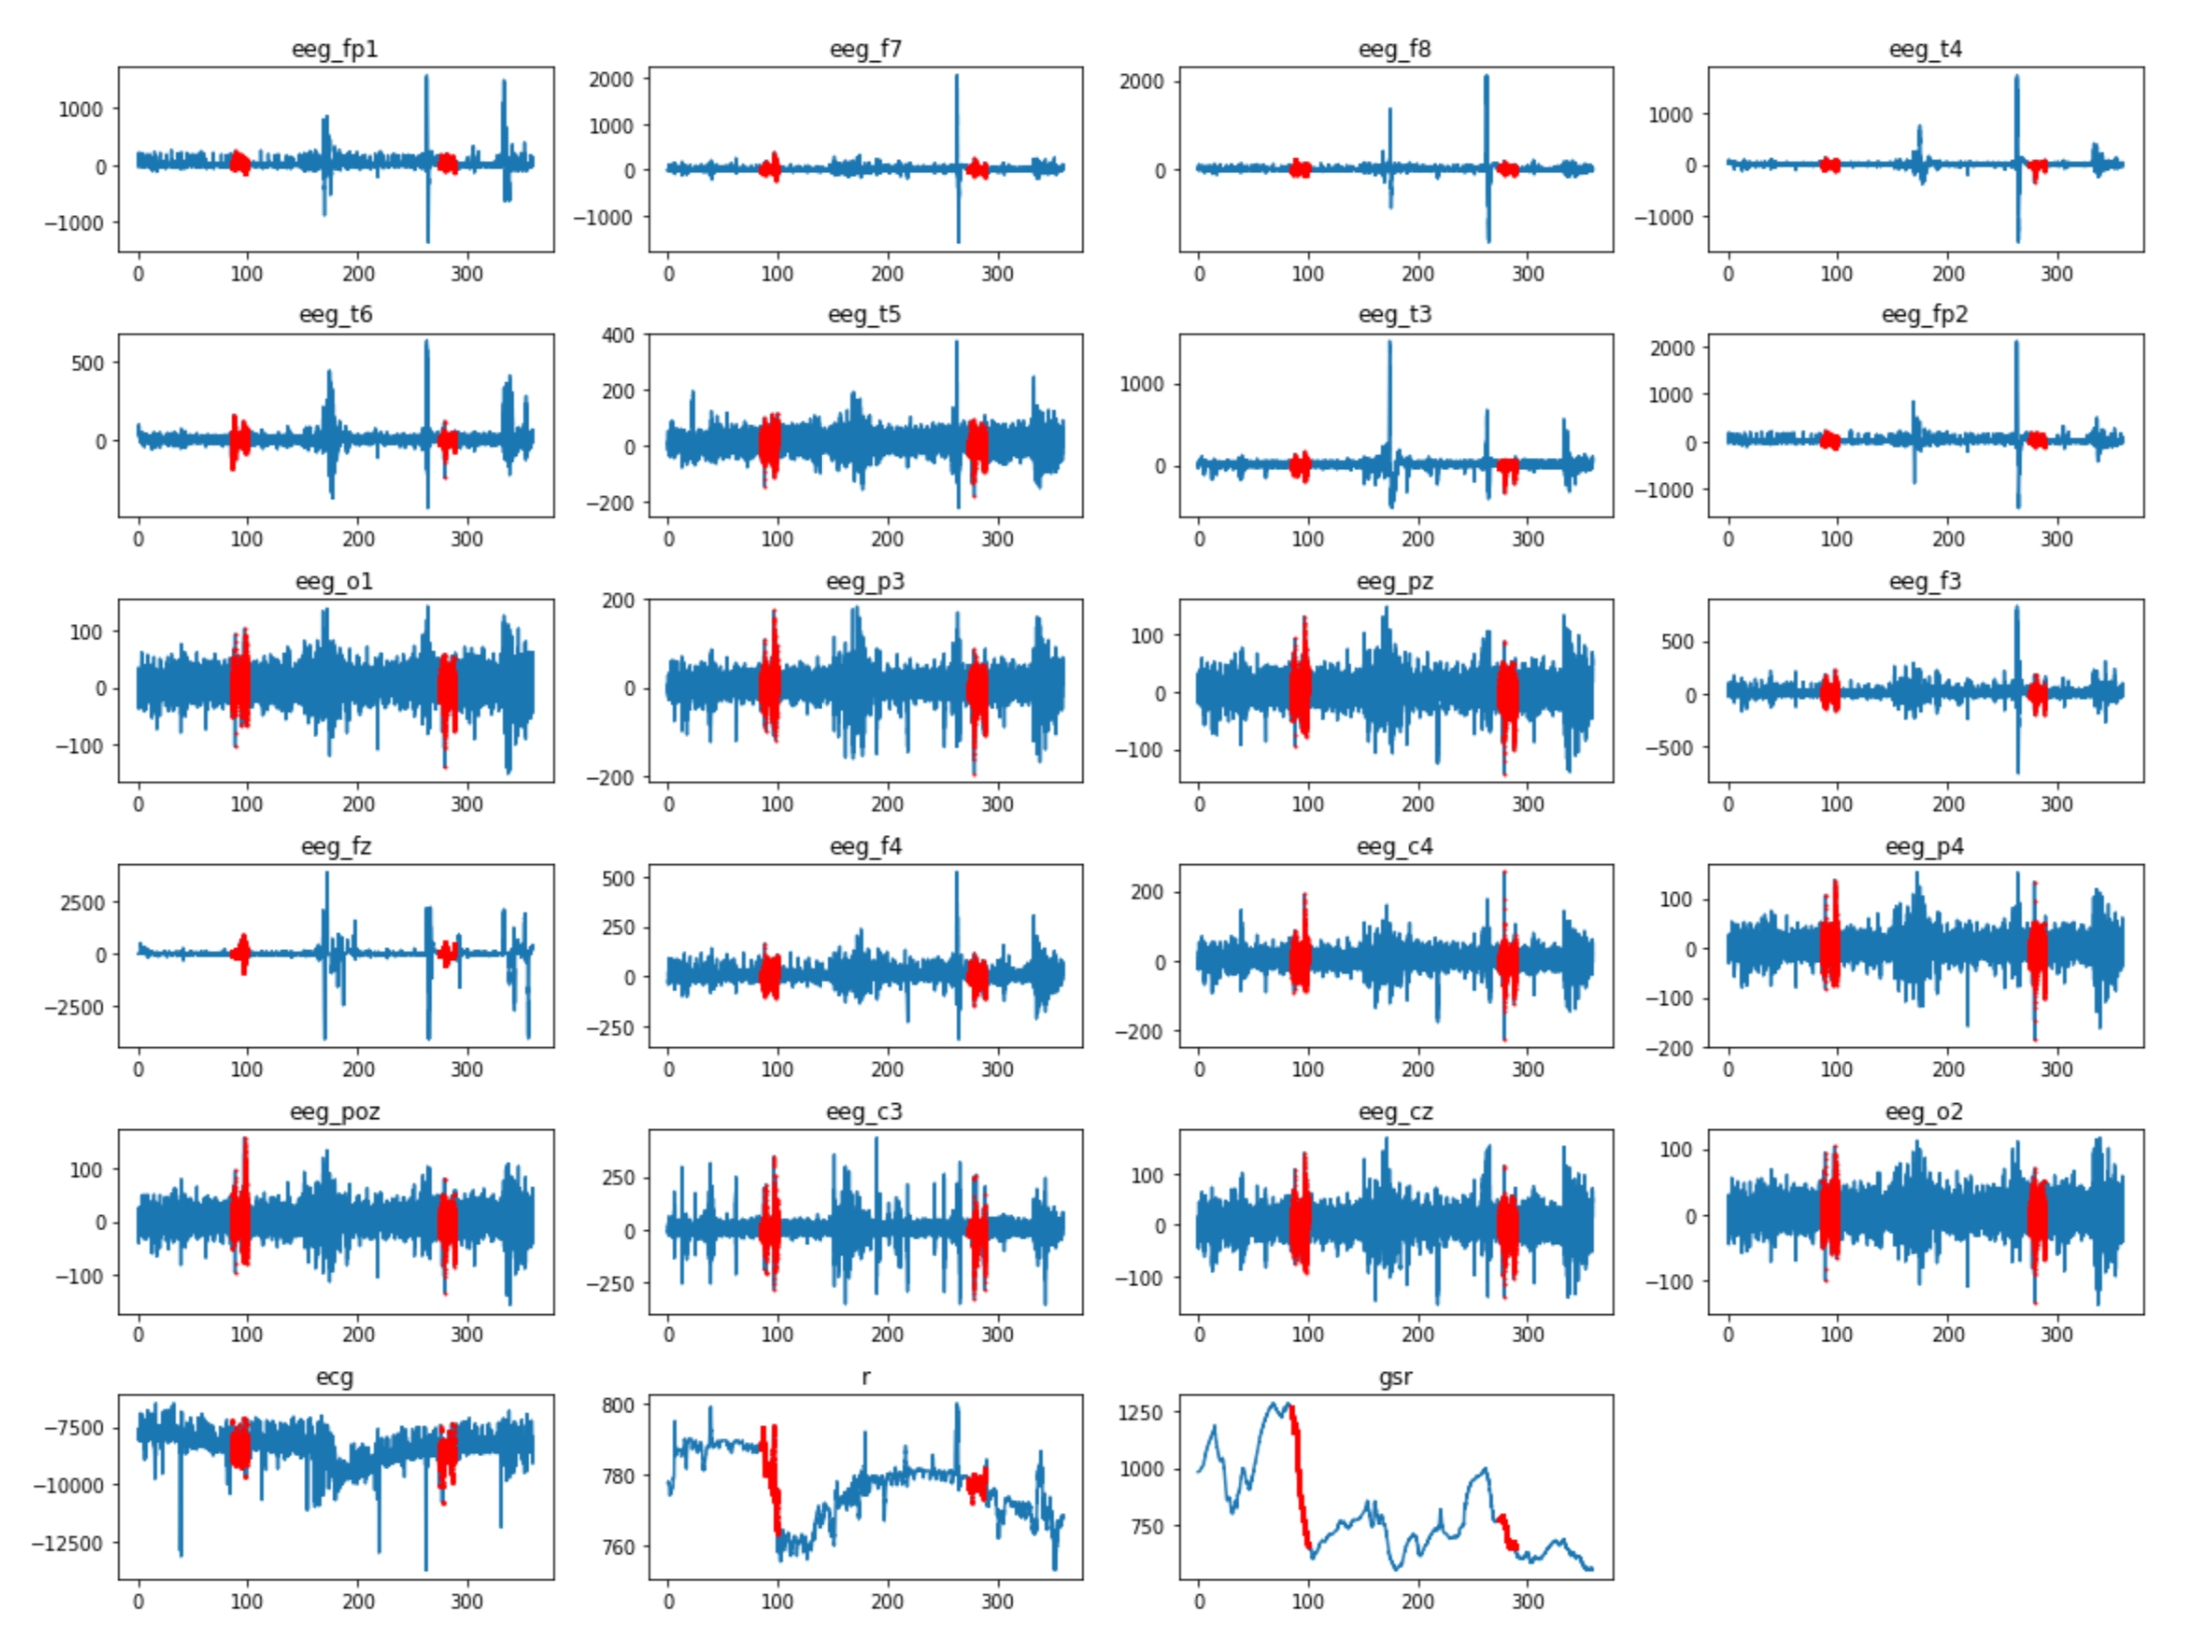 eeg_fp1 eeg_f7 eeg_f8 eeg_t4
1000 2000 2000 1000
0 1000 0 0
−1000 0 −1000
−1000
0 100 200 300 0 100 200 300 0 100 200 300 0 100 200 300
eeg_t6 eeg_t5 eeg_t3 eeg_fp2
500 400 1000 2000
0 200 0 1000
0 0
−200 −1000
0 100 200 300 0 100 200 300 0 100 200 300 0 100 200 300
eeg_o1 eeg_p3 eeg_pz eeg_f3
100 200 100 500
0 0 0 0
−100 −200 −100 −500
0 100 200 300 0 100 200 300 0 100 200 300 0 100 200 300
eeg_fz eeg_f4 eeg_c4 eeg_p4
2500 500 200 100
0 250 0 0
−2500 0 −200 −100
−250 −200
0 100 200 300 0 100 200 300 0 100 200 300 0 100 200 300
eeg_poz eeg_c3 eeg_cz eeg_o2
100 250 100 100
0 0 0 0
−100 −250 −100 −100
0 100 200 300 0 100 200 300 0 100 200 300 0 100 200 300
ecg r gsr
−7500 800 1250
−10000 780 1000
−12500 760 750
0 100 200 300 0 100 200 300 0 100 200 300